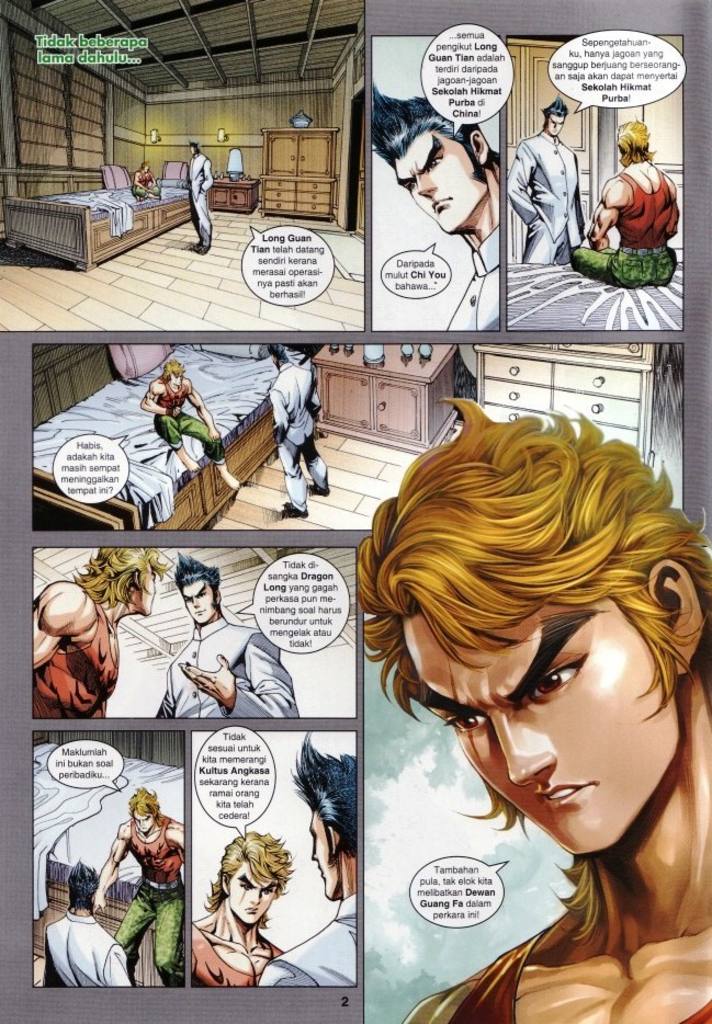 Tidak beberapa
lama dahulu...
Long Guan
Tian telah datang
sendiri kerana
merasai operasi-
nya pasti akan
berhasil!
...semua
pengikut Long
Guan Tian adalah
terdiri daripada
jagoan-jagoan
Sekolah Hikmat
Purba di
China!
Daripada
mulut Chi You
bahawa..."
Sepengetahuan-
ku, hanya jagoan yang
sanggup berjuang berseorang-
an saja akan dapat menyertai
Sekolah Hikmat
Purba!
Habis,
adakah kita
masih sempat
meninggalkan
tempat ini?
Tidak di-
sangka Dragon
Long yang gagah
perkasa pun me-
nimbang soal harus
berundur untuk
mengelak atau
tidak!
Maklumlah
ini bukan soal
peribadiku...
Tidak
sesuai untuk
kita memerangi
Kultus Angkasa
sekarang kerana
ramai orang
kita telah
cedera!
Tambahan
pula, tak elok kita
melibatkan Dewan
Guang Fa dalam
perkara ini!
2